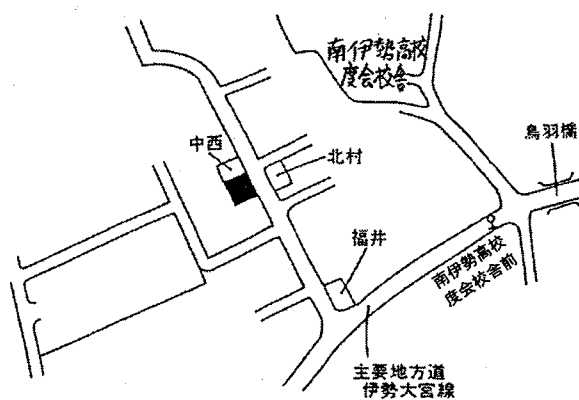 南伊勢高校
度会校舎
鳥羽橋
中西
北村
福井
南伊勢高校
度会校舎前
主要地方道
伊勢大宮線